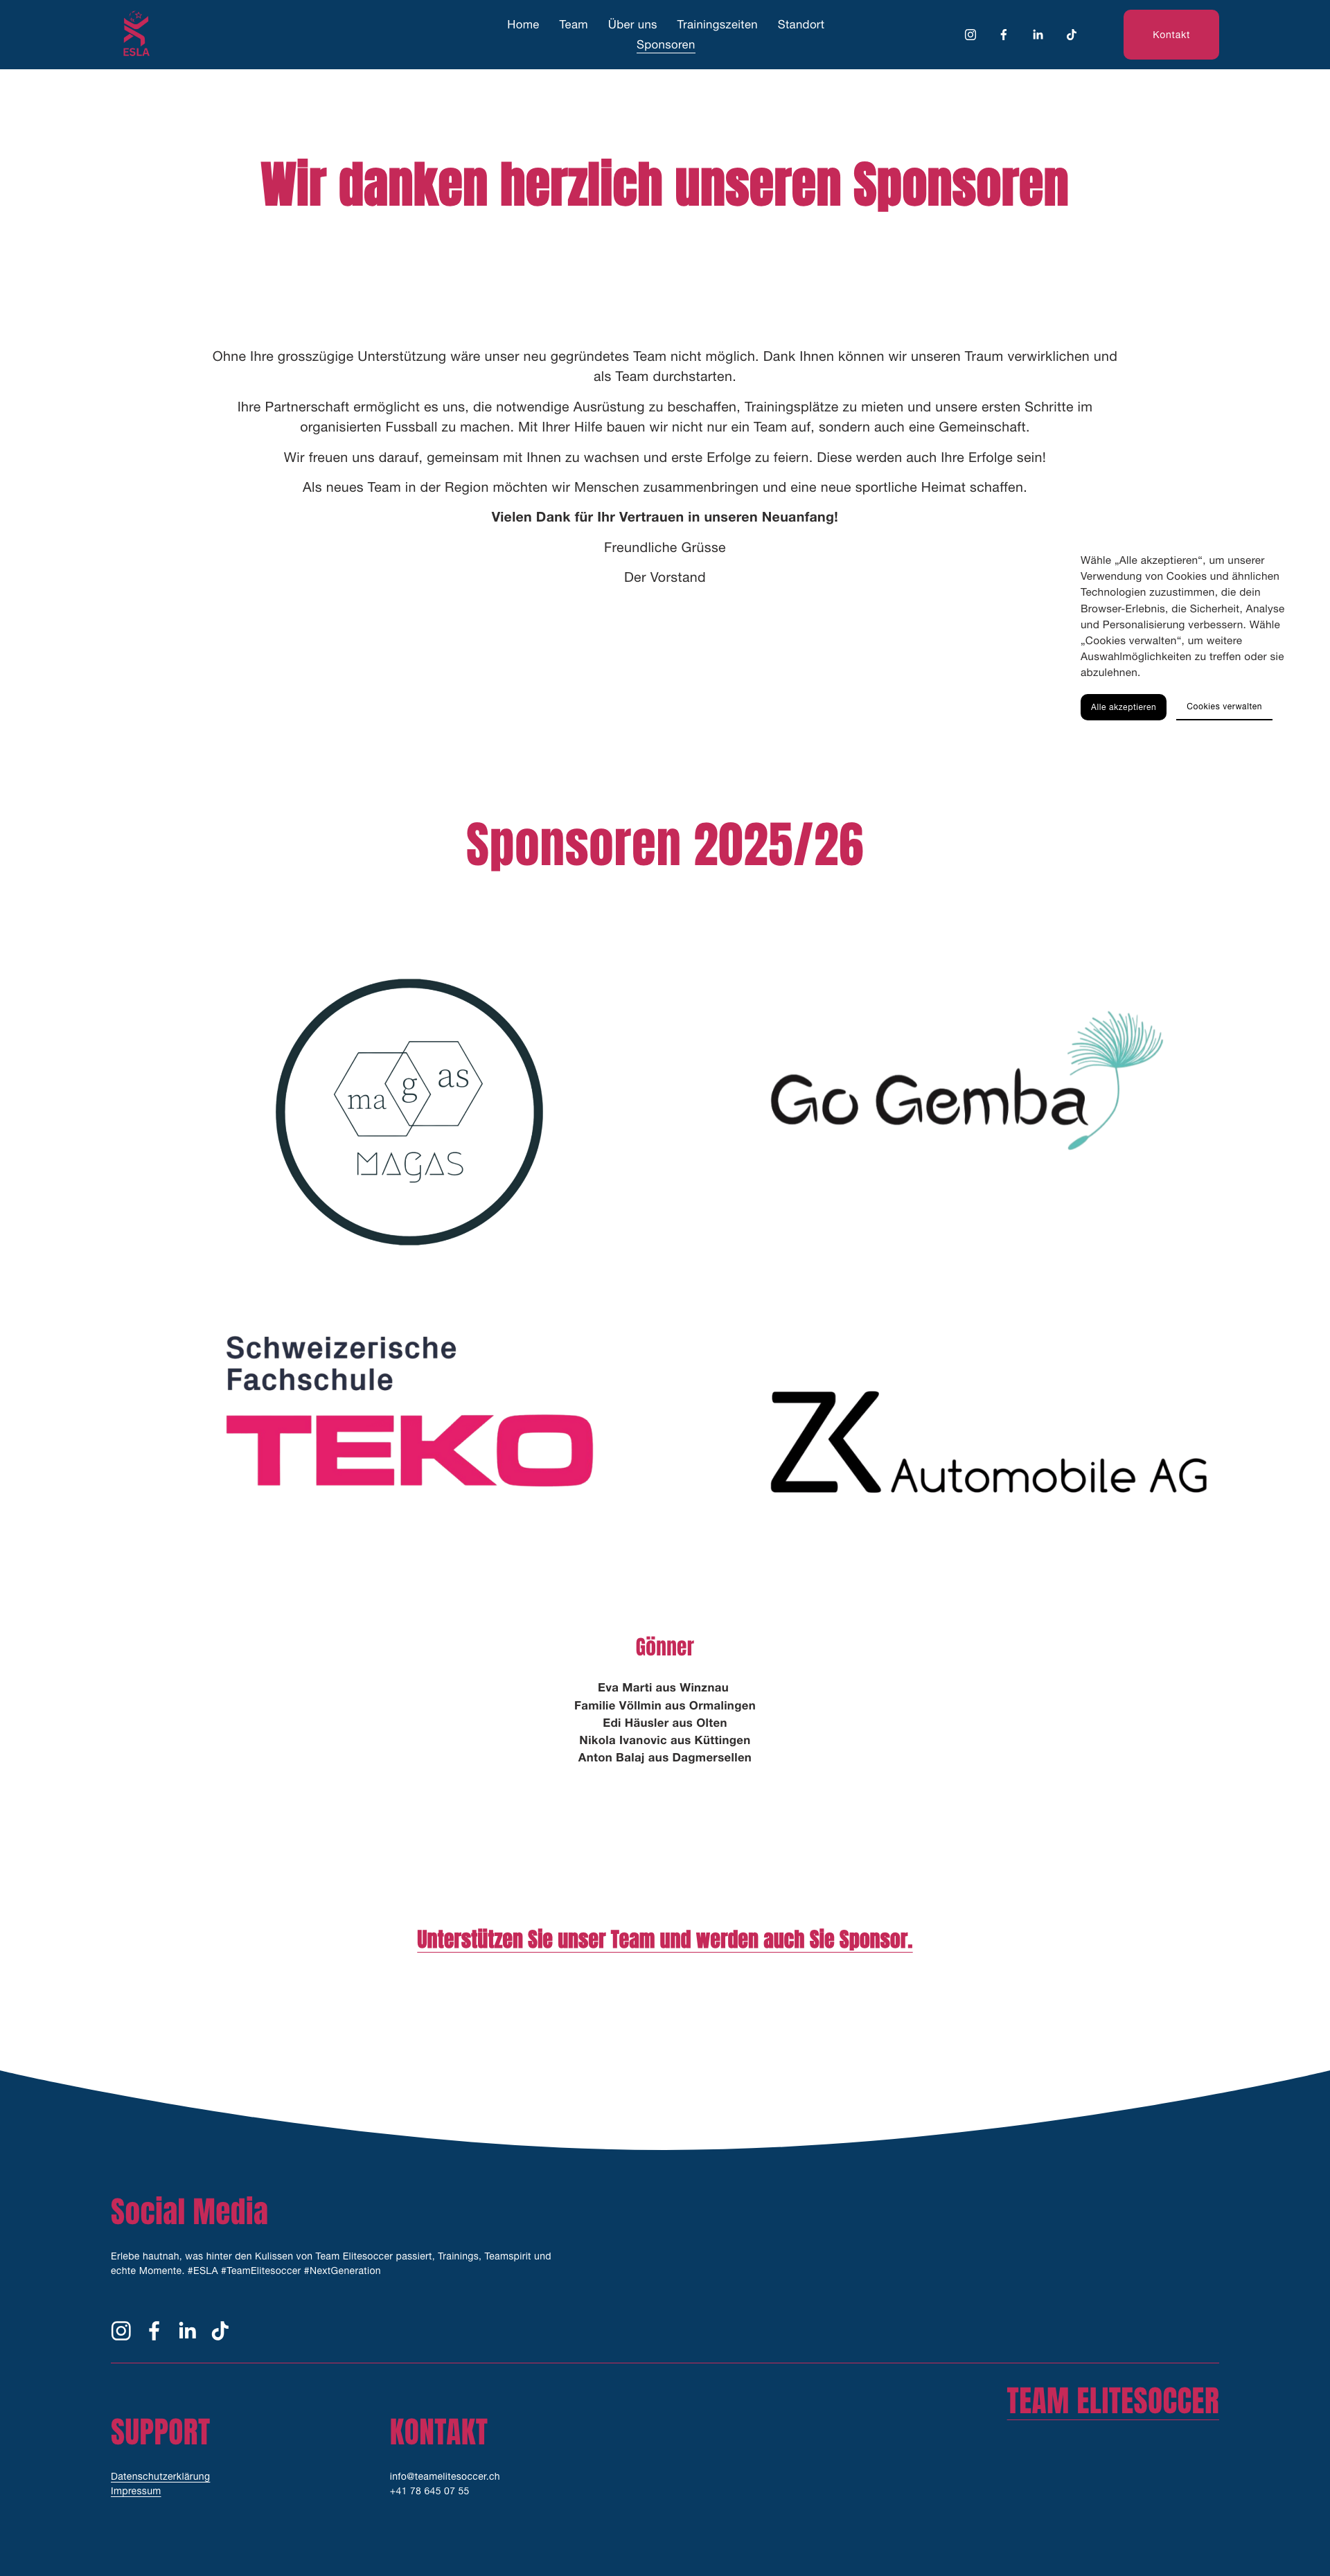 ESLA
Home Team Über uns Trainingszeiten Standort
Sponsoren
Kontakt
Wir danken herzlich unseren Sponsoren
Ohne Ihre grosszügige Unterstützung wäre unser neu gegründetes Team nicht möglich. Dank Ihnen können wir unseren Traum verwirklichen und
als Team durchstarten.
Ihre Partnerschaft ermöglicht es uns, die notwendige Ausrüstung zu beschaffen, Trainingsplätze zu mieten und unsere ersten Schritte im
organisierten Fussball zu machen. Mit Ihrer Hilfe bauen wir nicht nur ein Team auf, sondern auch eine Gemeinschaft.
Wir freuen uns darauf, gemeinsam mit Ihnen zu wachsen und erste Erfolge zu feiern. Diese werden auch Ihre Erfolge sein!
Als neues Team in der Region möchten wir Menschen zusammenbringen und eine neue sportliche Heimat schaffen.
Vielen Dank für Ihr Vertrauen in unseren Neuanfang!
Freundliche Grüsse
Der Vorstand
Wähle „Alle akzeptieren“, um unserer
Verwendung von Cookies und ähnlichen
Technologien zuzustimmen, die dein
Browser-Erlebnis, die Sicherheit, Analyse
und Personalisierung verbessern. Wähle
„Cookies verwalten“, um weitere
Auswahlmöglichkeiten zu treffen oder sie
abzulehnen.
Alle akzeptieren Cookies verwalten
Sponsoren 2025/26
ma g as
MAGAS
Go Gemba
Schweizerische
Fachschule
TEKO
ZK Automobile AG
Gönner
Eva Marti aus Winznau
Familie Völlmin aus Ormalingen
Edi Häusler aus Olten
Nikola Ivanovic aus Küttingen
Anton Balaj aus Dagmersellen
Unterstützen Sie unser Team und werden auch Sie Sponsor.
Social Media
Erlebe hautnah, was hinter den Kulissen von Team Elitesoccer passiert, Trainings, Teamspirit und
echte Momente. #ESLA #TeamElitesoccer #NextGeneration
TEAM ELITESOCCER
SUPPORT
Datenschutzerklärung
Impressum
KONTAKT
info@teamelitesoccer.ch
+41 78 645 07 55